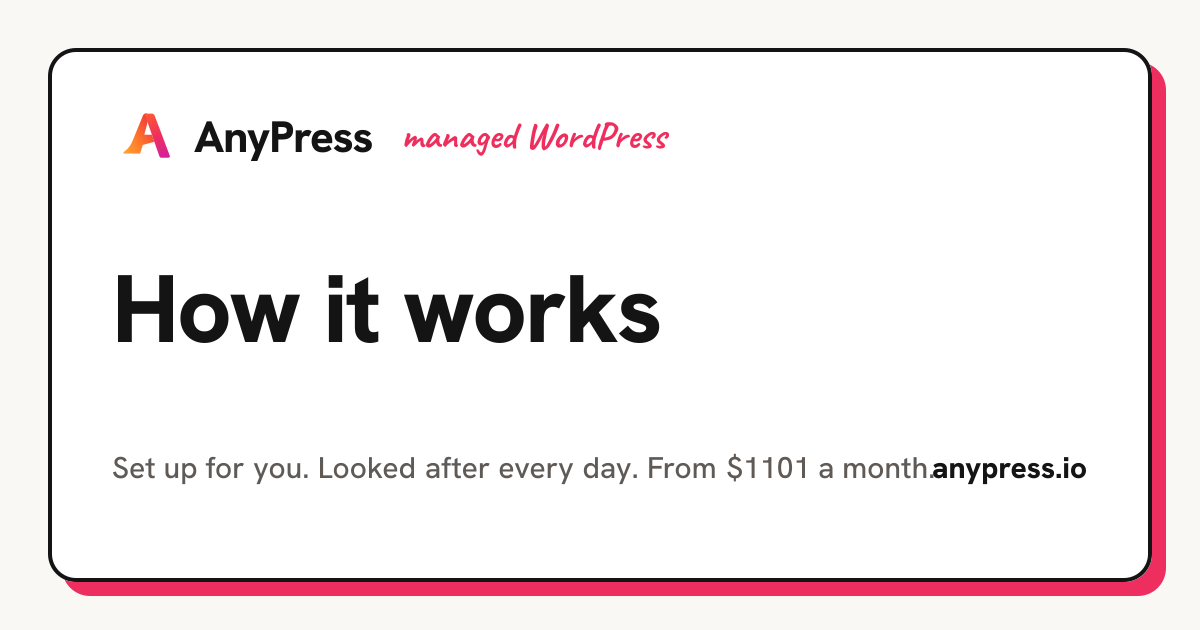 AnyPress managed WordPress
How it works
Set up for you. Looked after every day. From $1101 a month. anypress.io